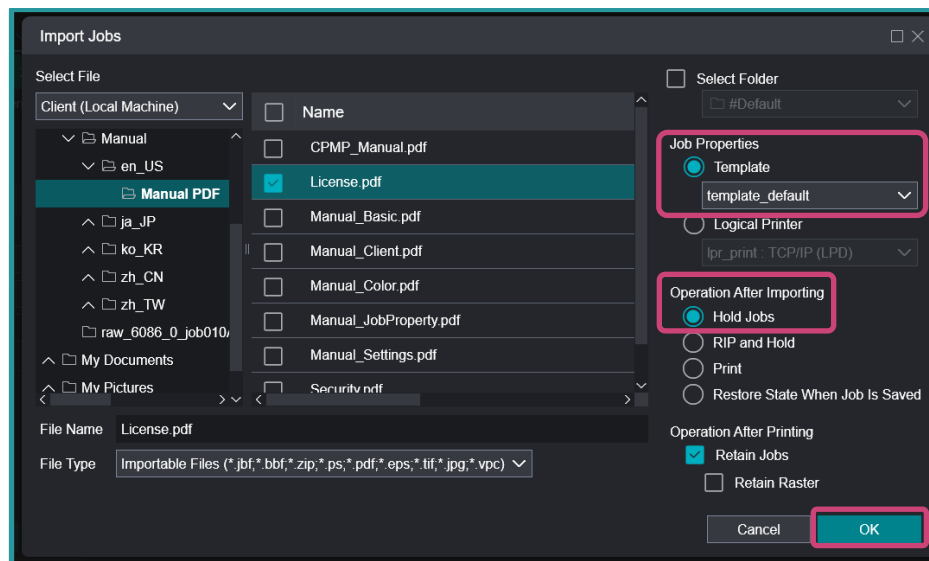 Import Jobs
Select File
Client (Local Machine)
Manual
en_US
Manual PDF
ja_JP
ko_KR
zh_CN
zh_TW
raw_6086_0_job010/
My Documents
My Pictures
Name
CPMP_Manual.pdf
License.pdf
Manual_Basic.pdf
Manual_Client.pdf
Manual_Color.pdf
Manual_JobProperty.pdf
Manual_Settings.pdf
Security.pdf
File Name License.pdf
File Type Importable Files (*.jbf;*.bbf;*.zip;*.ps;*.pdf;*.eps;*.tif;*.jpg;*.vpc)
Select Folder
#Default
Job Properties
Template
template_default
Logical Printer
lpr_print : TCP/IP (LPD)
Operation After Importing
Hold Jobs
RIP and Hold
Print
Restore State When Job Is Saved
Operation After Printing
Retain Jobs
Retain Raster
Cancel
OK